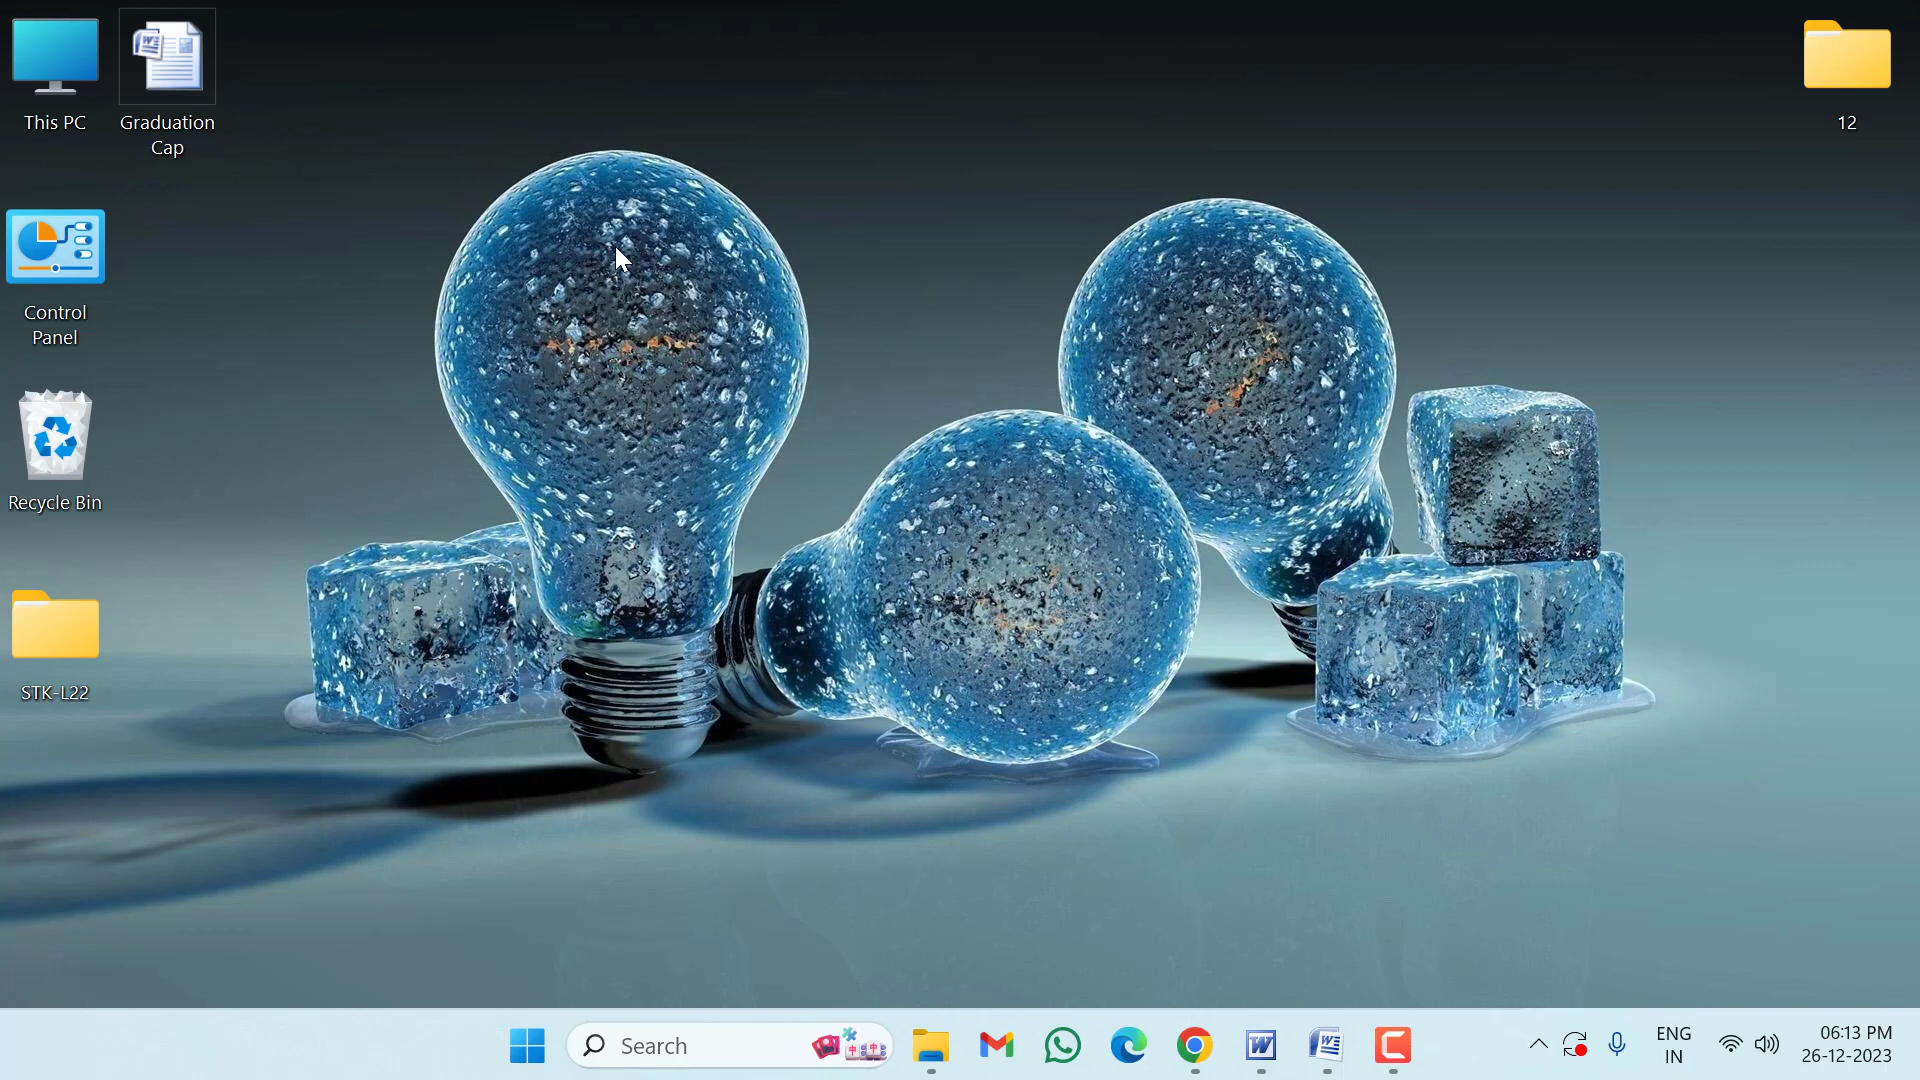 This PC
Graduation
Cap
12
Control
Panel
Recycle Bin
STK-L22
Search
ENG
IN
06:13 PM
26-12-2023